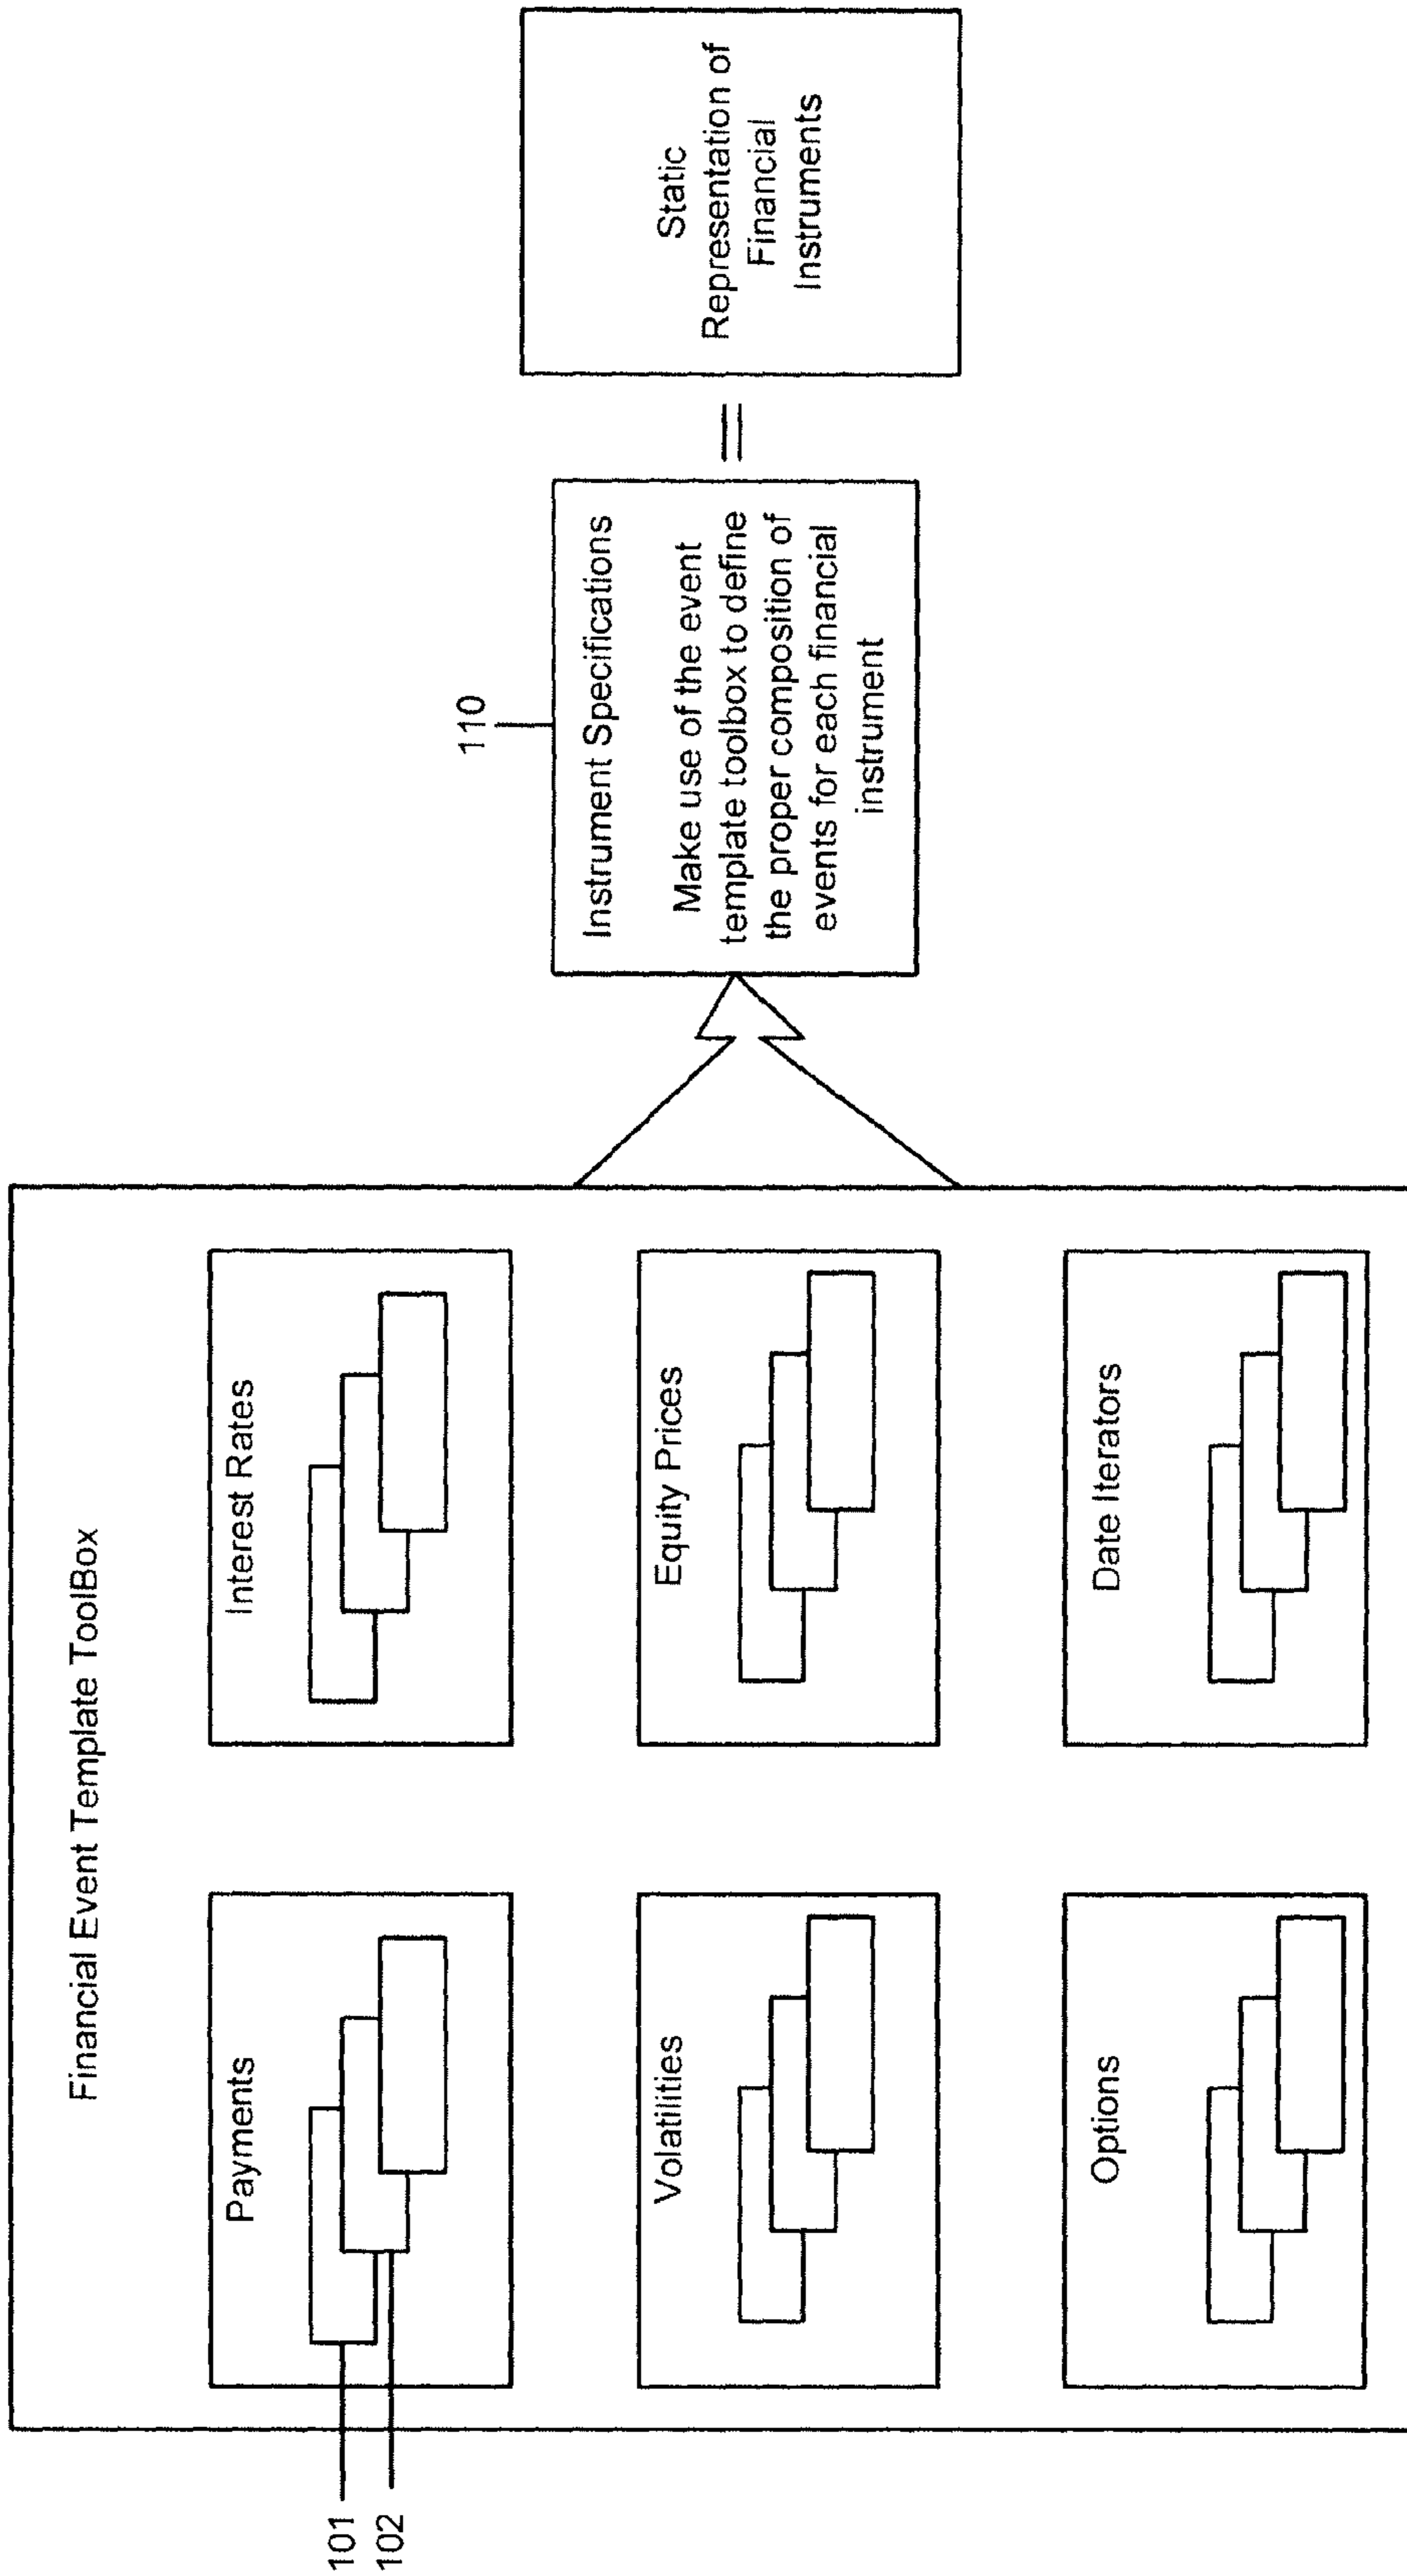 Financial Event Template ToolBox
Payments
Interest Rates
101
102
Volatilities
Equity Prices
Options
Date Iterators
110
Instrument Specifications
Make use of the event
template toolbox to define
the proper composition of
events for each financial
instrument
=
Static
Representation of
Financial
Instruments